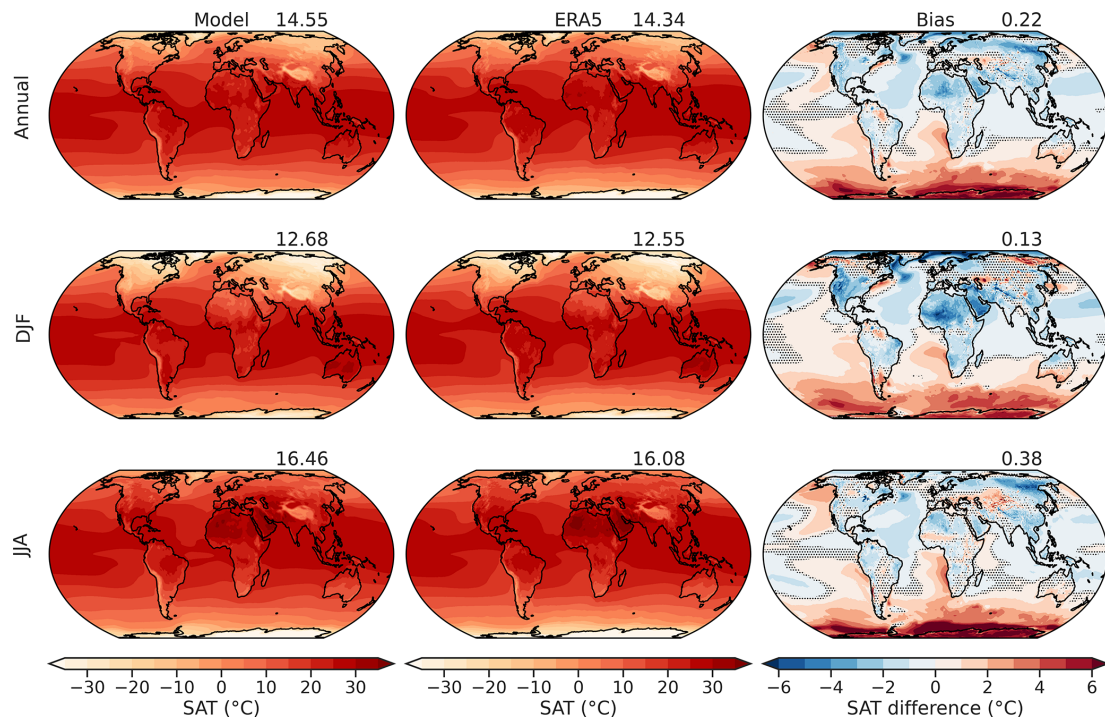 Model 14.55 ERA5 14.34 Bias 0.22
Annual
12.68 12.55 0.13
DJF
16.46 16.08 0.38
JJA
−30 −20 −10 0 10 20 30 −30 −20 −10 0 10 20 30 −6 −4 −2 0 2 4 6
SAT (°C) SAT (°C) SAT difference (°C)